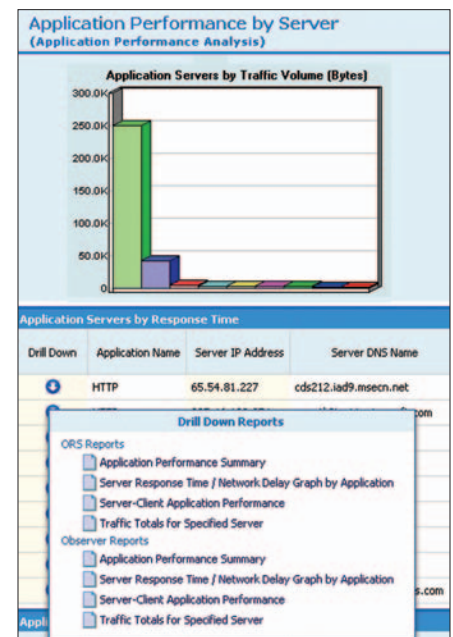 Application Performance by Server
(Application Performance Analysis)
Application Servers by Traffic Volume (Bytes)
300.0K
250.0K
200.0K
150.0K
100.0K
50.0K
0
Application Servers by Response Time
Drill Down Application Name Server IP Address Server DNS Name
HTTP 65.54.81.227 cds212.iad9.msecn.net
Drill Down Reports
ORS Reports
Application Performance Summary
Server Response Time / Network Delay Graph by Application
Server-Client Application Performance
Traffic Totals for Specified Server
Observer Reports
Application Performance Summary
Server Response Time / Network Delay Graph by Application
Server-Client Application Performance
Traffic Totals for Specified Server